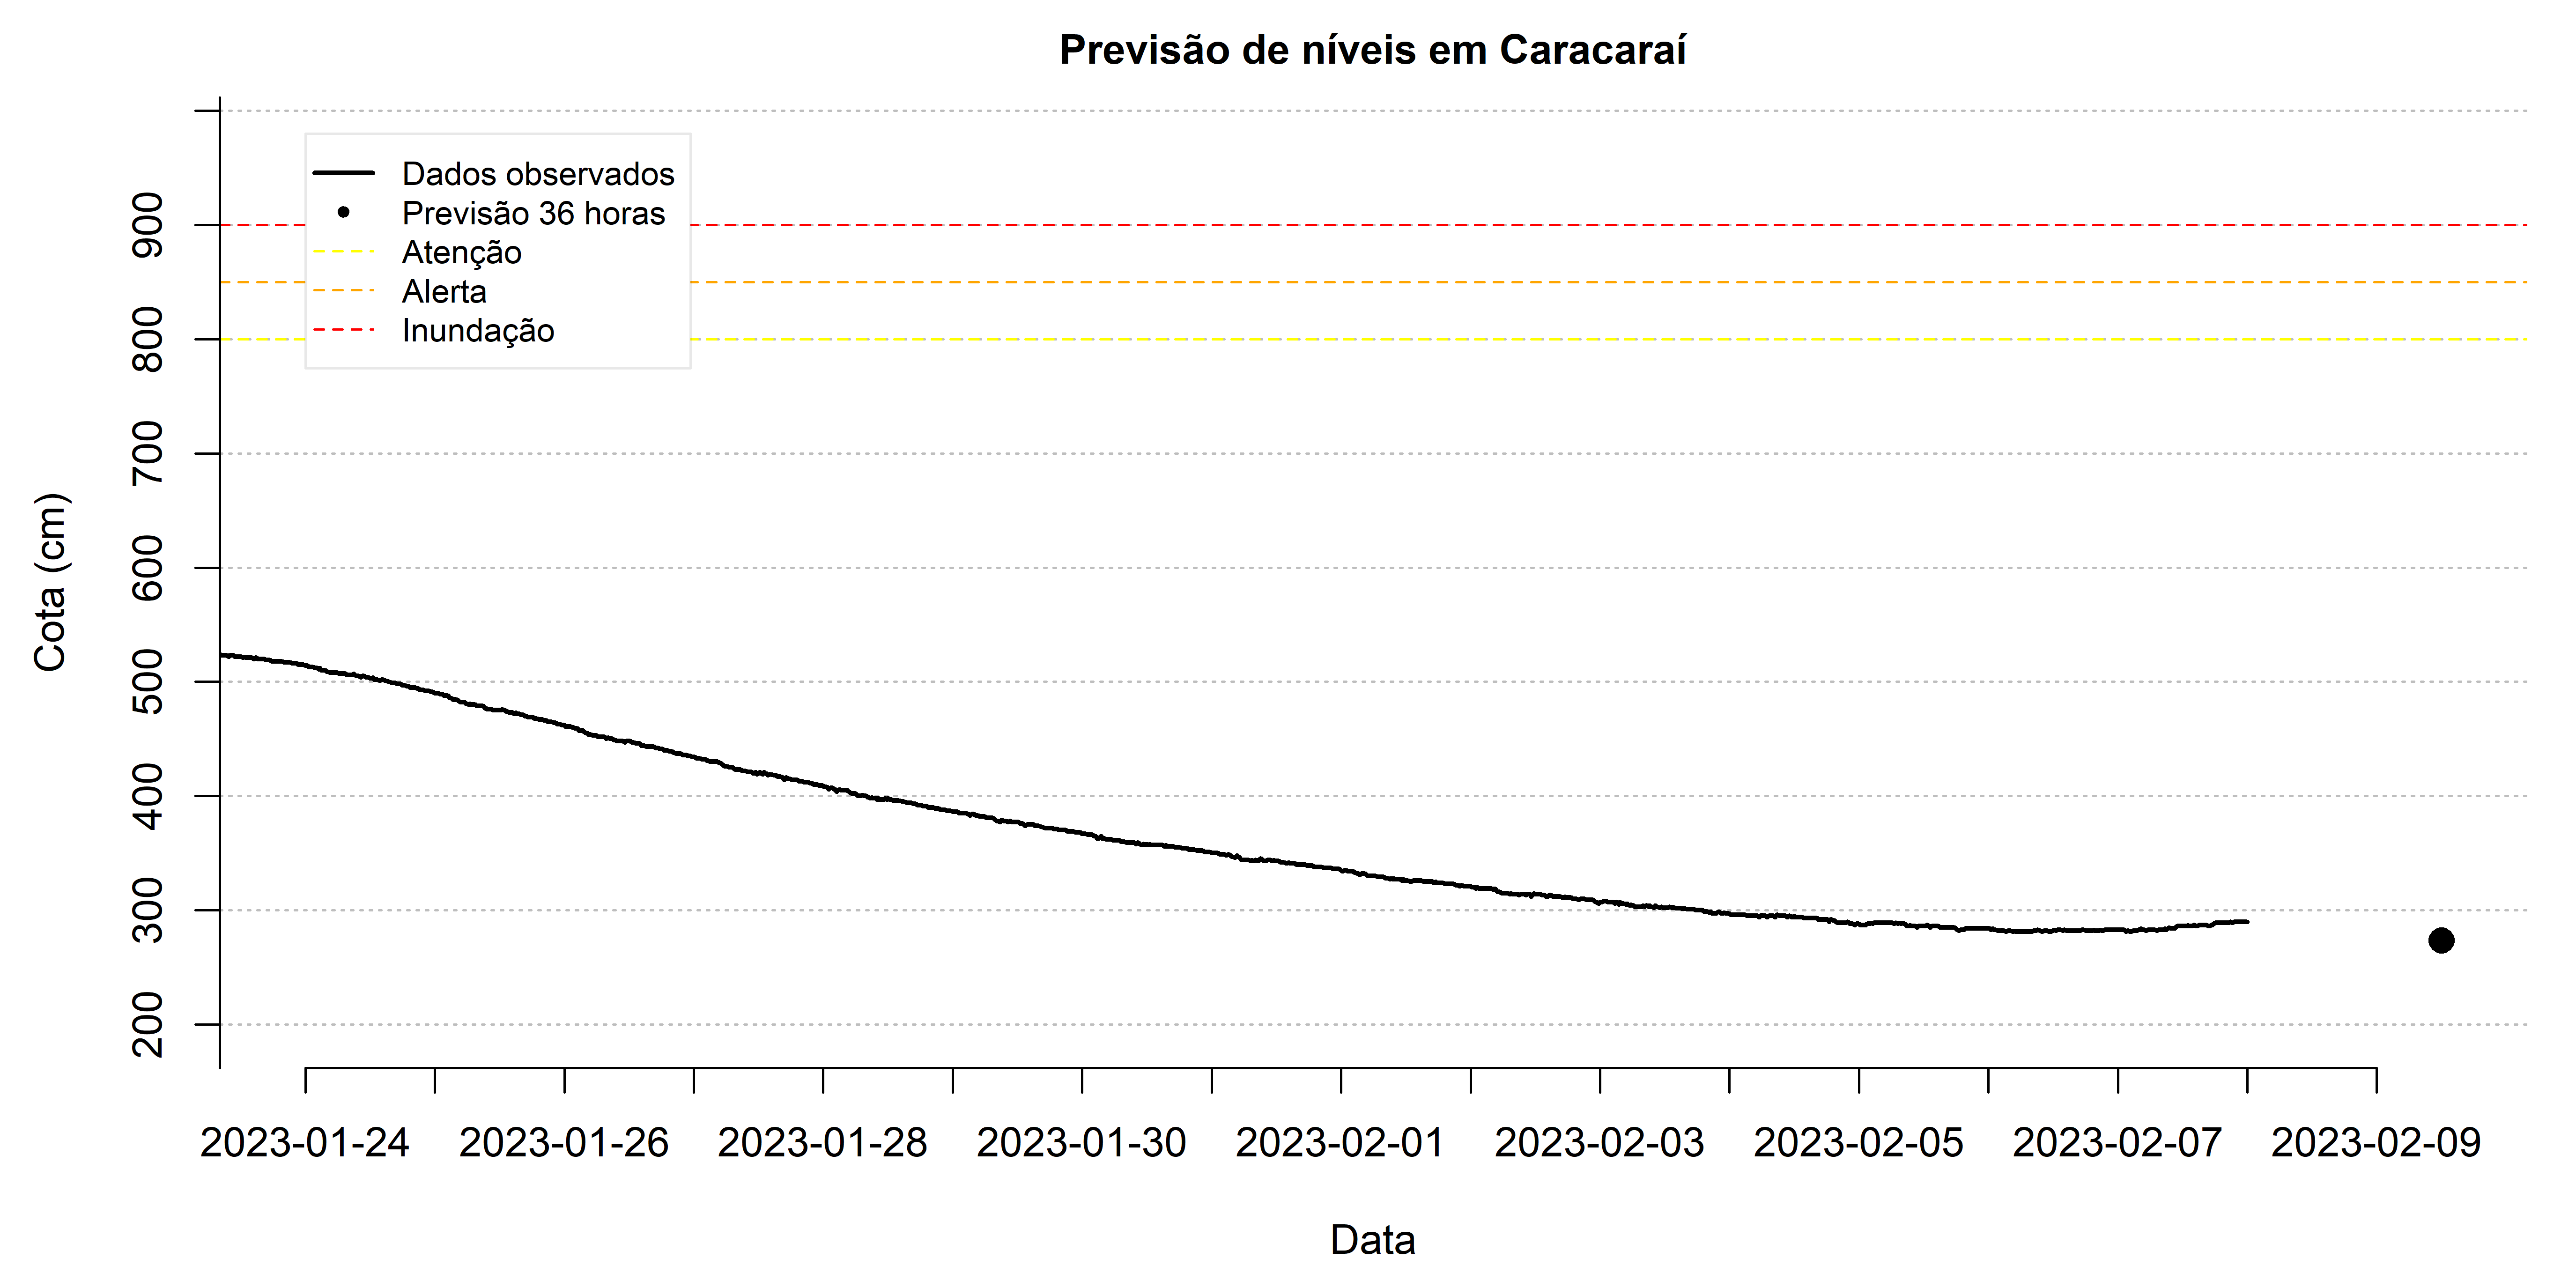 Previsão de níveis em Caracaraí
Dados observados
Previsão 36 horas
Atenção
Alerta
Inundação
Cota (cm)
900
800
700
600
500
400
300
200
2023-01-24 2023-01-26 2023-01-28 2023-01-30 2023-02-01 2023-02-03 2023-02-05 2023-02-07 2023-02-09
Data